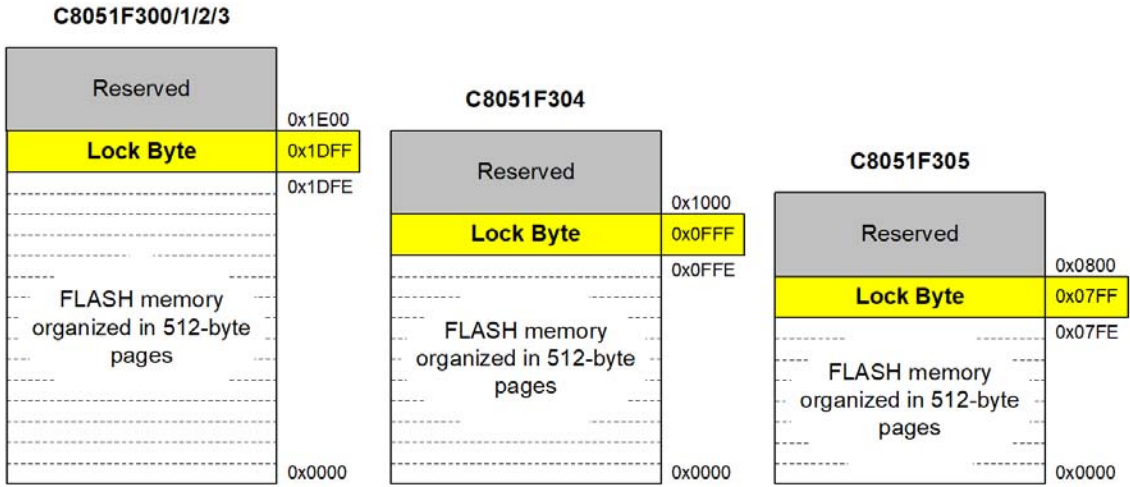 C8051F300/1/2/3
Reserved
0x1E00
Lock Byte
0x1DFF
0x1DFE
FLASH memory
organized in 512-byte
pages
0x0000
C8051F304
Reserved
0x1000
Lock Byte
0x0FFF
0x0FFE
FLASH memory
organized in 512-byte
pages
0x0000
C8051F305
Reserved
0x0800
Lock Byte
0x07FF
0x07FE
FLASH memory
organized in 512-byte
pages
0x0000